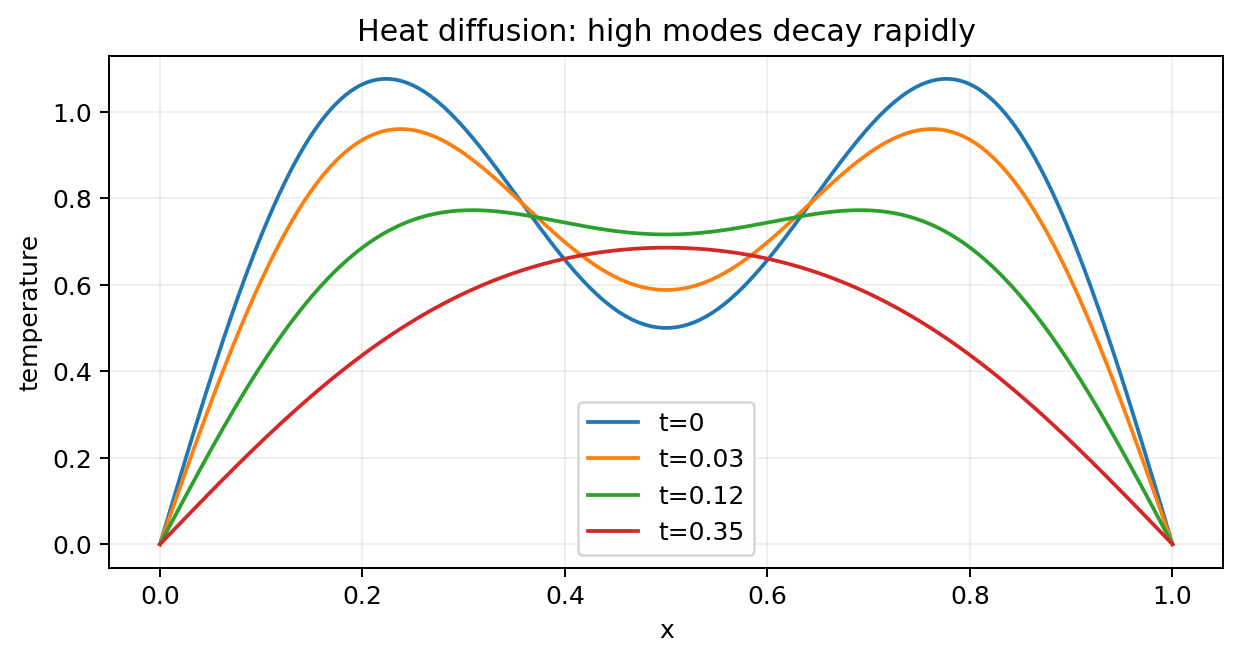 Heat diffusion: high modes decay rapidly
temperature
1.0
0.8
0.6
0.4
0.2
0.0
t=0
t=0.03
t=0.12
t=0.35
0.0 0.2 0.4 0.6 0.8 1.0
x